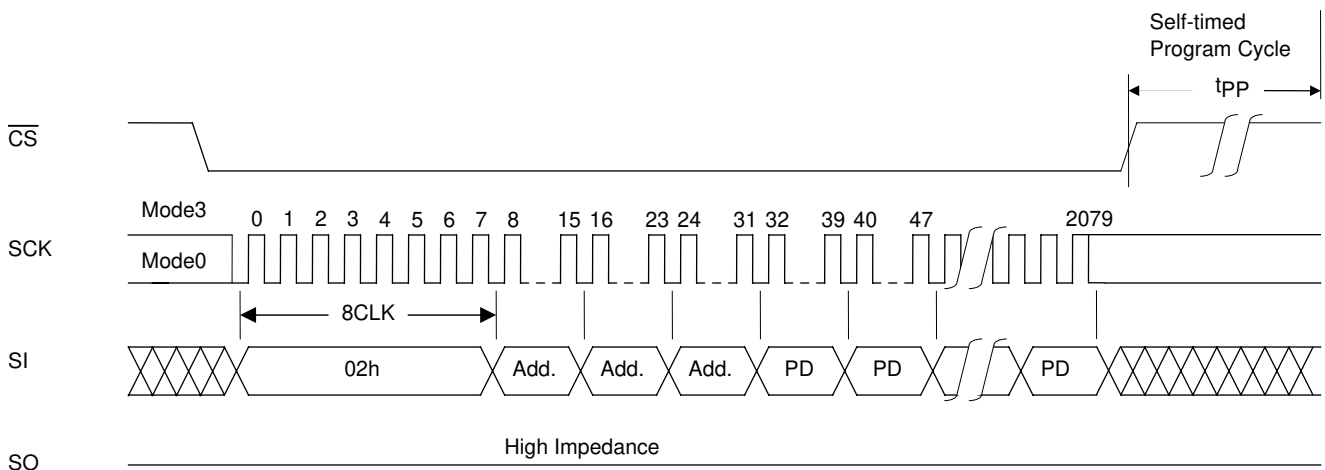 Self-timed
Program Cycle
tPP
CS
Mode3
0 1 2 3 4 5 6 7 8 15 16 23 24 31 32 39 40 47 2079
SCK
Mode0
8CLK
SI
02h Add. Add. Add. PD PD PD
High Impedance
SO